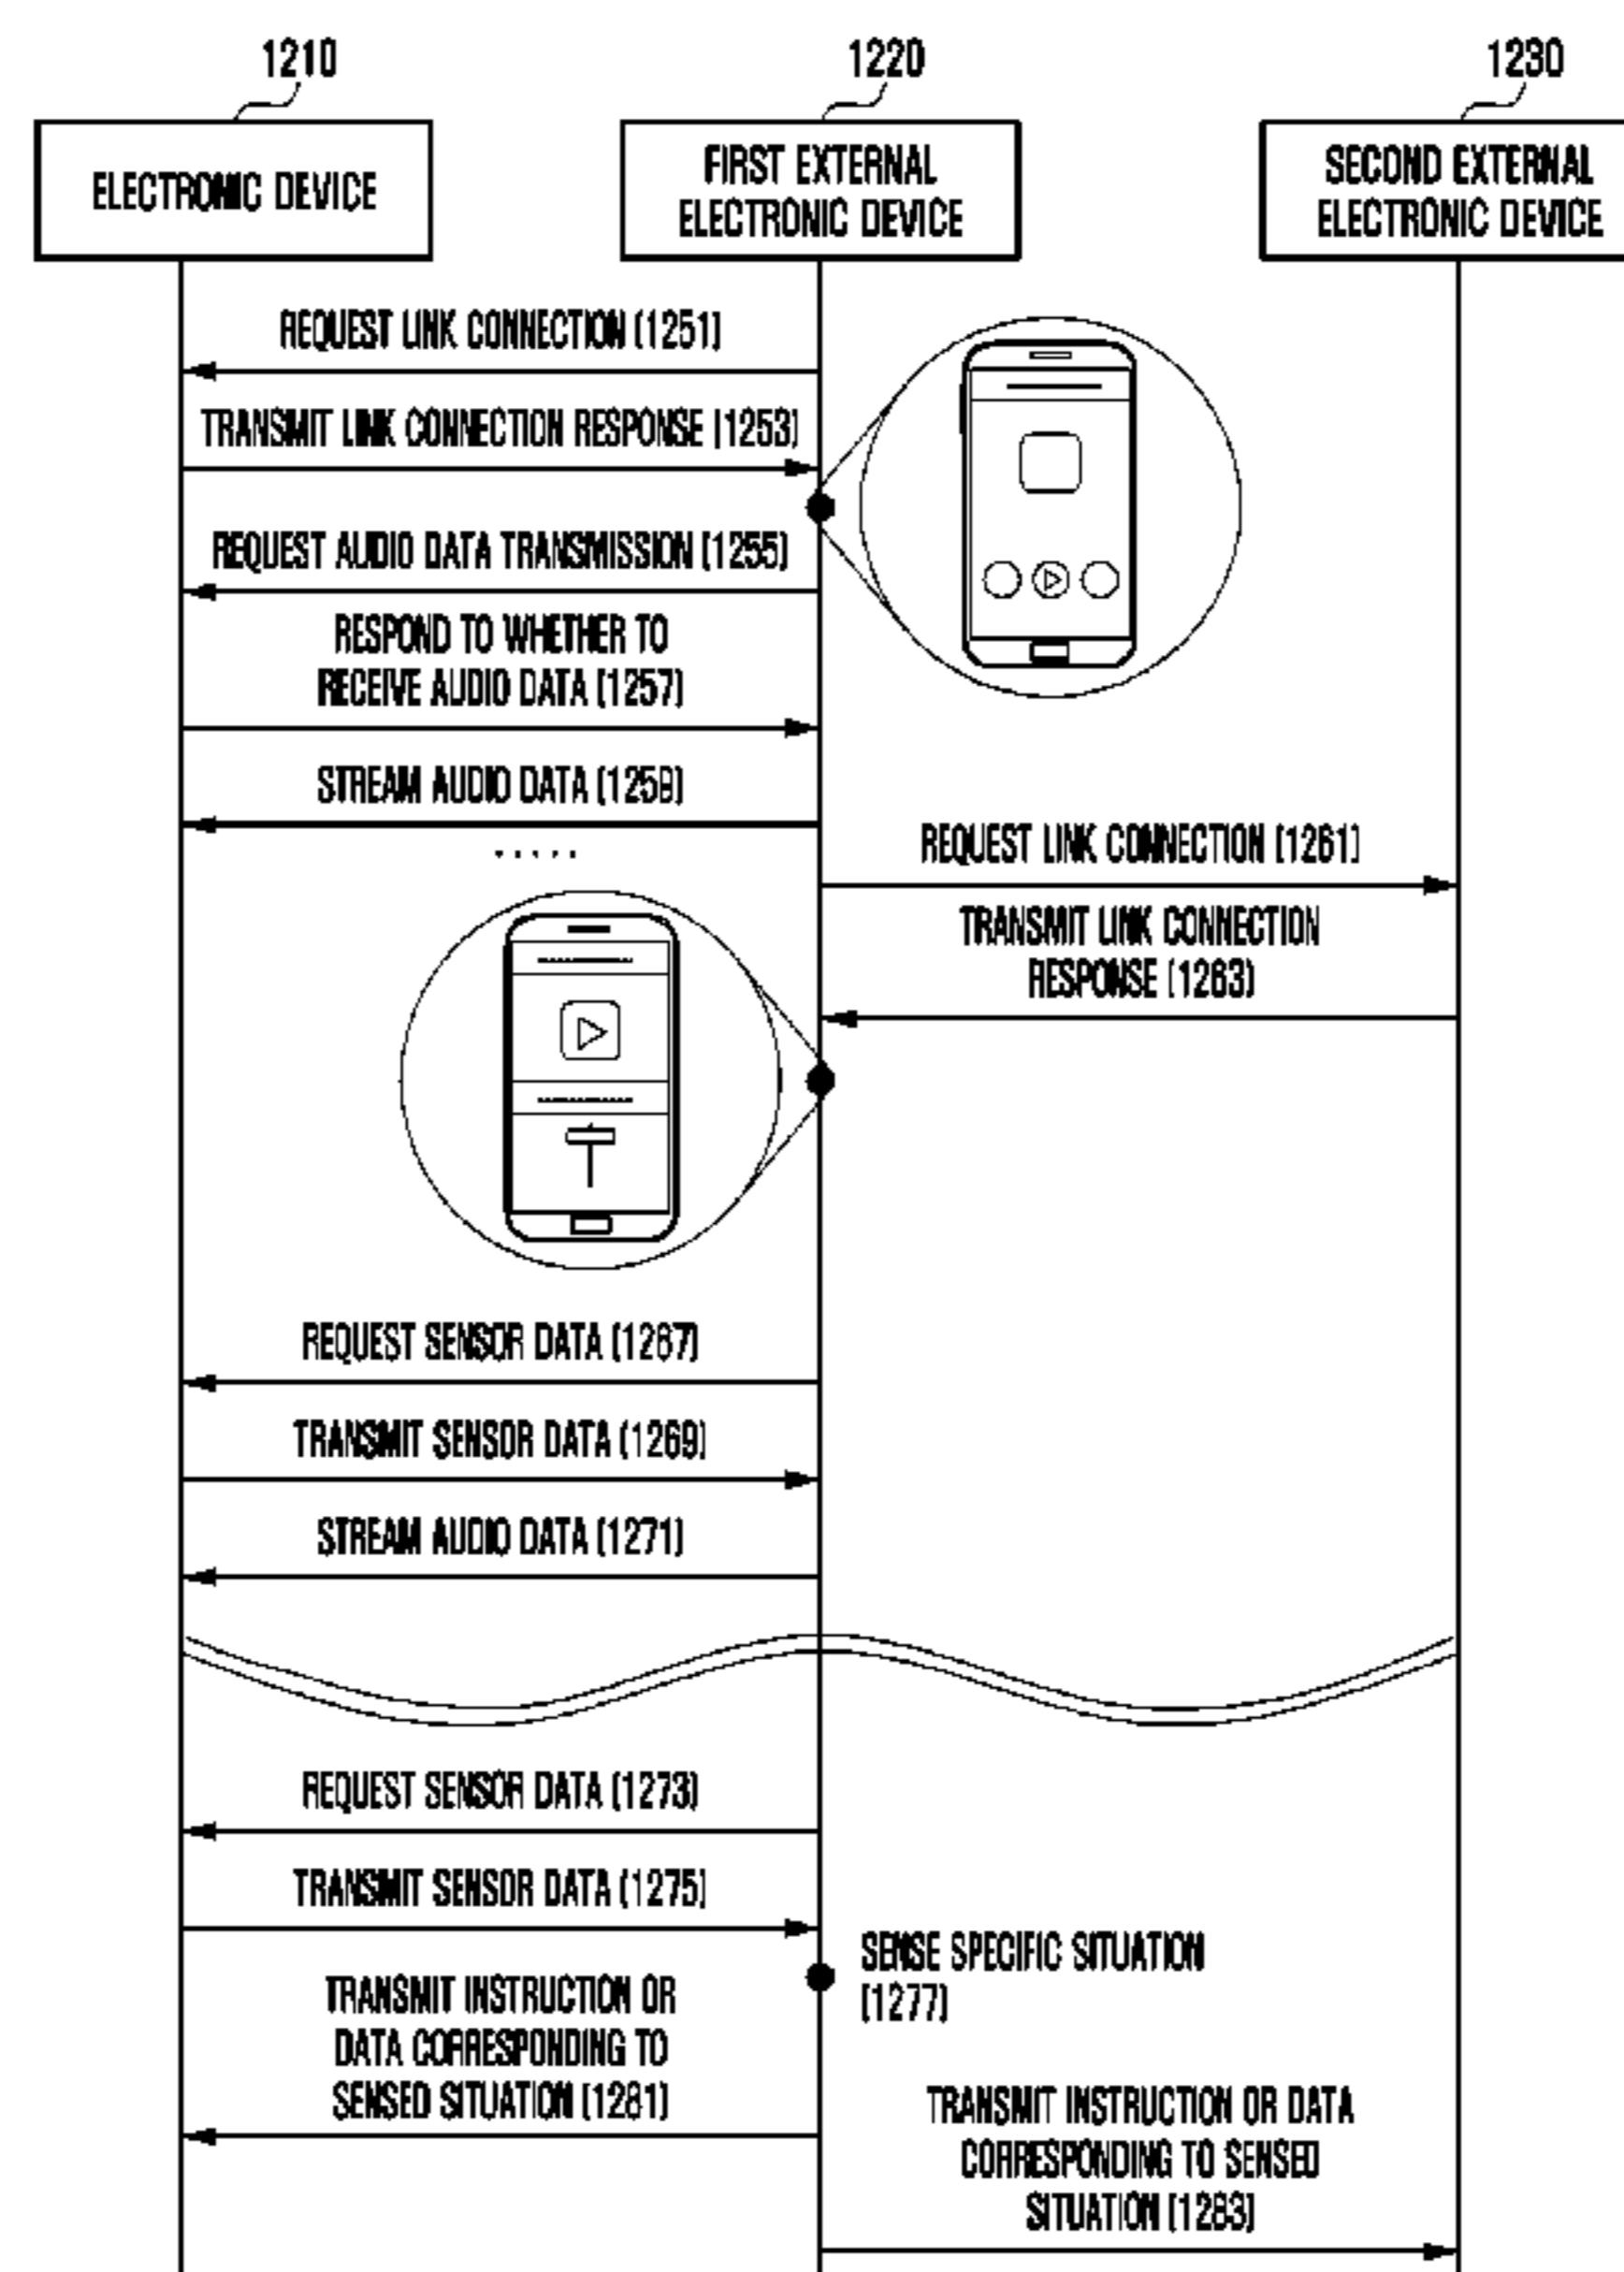 1210
1220
1230
ELECTRONIC DEVICE
FIRST EXTERNAL
ELECTRONIC DEVICE
SECOND EXTERNAL
ELECTRONIC DEVICE
REQUEST LINK CONNECTION (1251)
TRANSMIT LINK CONNECTION RESPONSE (1253)
REQUEST AUDIO DATA TRANSMISSION (1255)
RESPOND TO WHETHER TO
RECEIVE AUDIO DATA (1257)
STREAM AUDIO DATA (1259)
.....
REQUEST LINK CONNECTION (1261)
TRANSMIT LINK CONNECTION
RESPONSE (1263)
REQUEST SENSOR DATA (1267)
TRANSMIT SENSOR DATA (1269)
STREAM AUDIO DATA (1271)
REQUEST SENSOR DATA (1273)
TRANSMIT SENSOR DATA (1275)
SENSE SPECIFIC SITUATION
(1277)
TRANSMIT INSTRUCTION OR
DATA CORRESPONDING TO
SENSED SITUATION (1281)
TRANSMIT INSTRUCTION OR DATA
CORRESPONDING TO SENSED
SITUATION (1283)